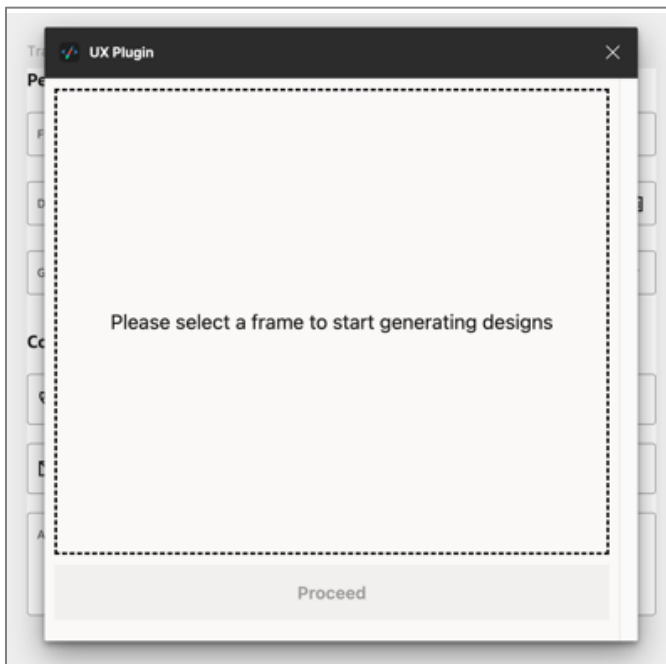 UX Plugin
Please select a frame to start generating designs
Proceed